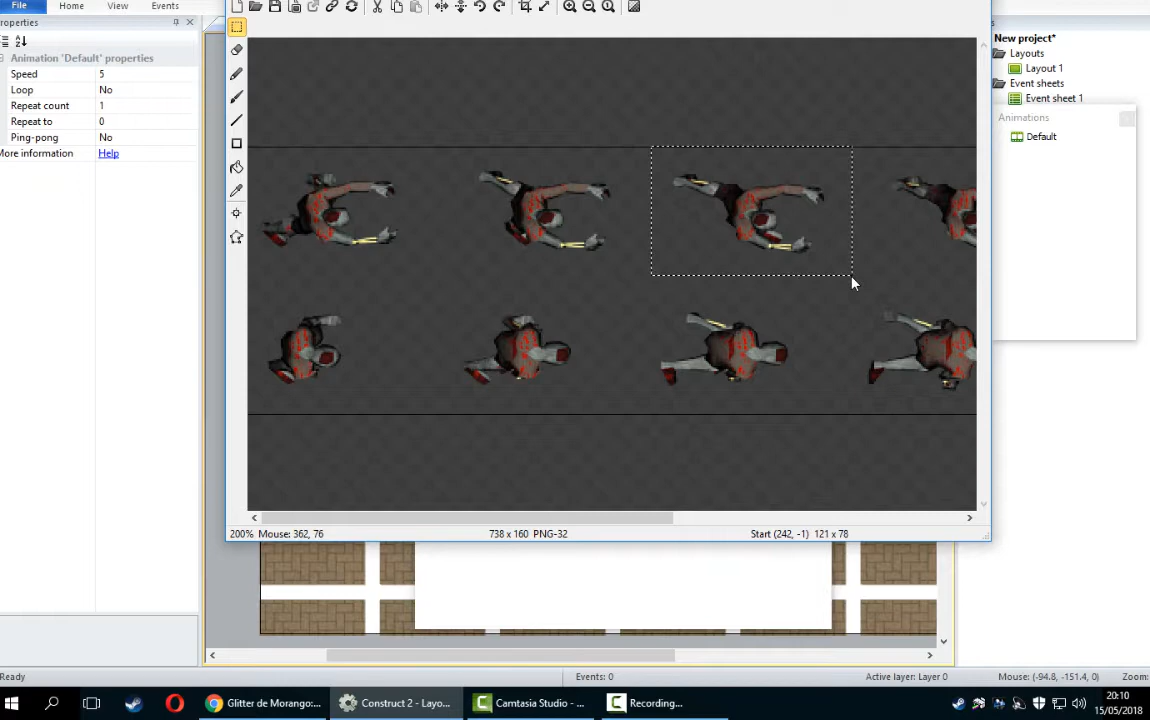 File Home View Events
roperties
Animation 'Default' properties
Speed 5
Loop No
Repeat count 1
Repeat to 0
Ping-pong No
More information Help
New project*
Layouts
Layout 1
Event sheets
Event sheet 1
Animations
Default
200% Mouse: 362, 76 738 x 160 PNG-32 Start (242, -1) 121 x 78
Ready Events: 0 Active layer: Layer 0 Mouse: (-94.8, -151.4, 0) Zoom:
Glitter de Morango:... Construct 2 - Layo... Camtasia Studio - ... Recording...
20:10
15/05/2018